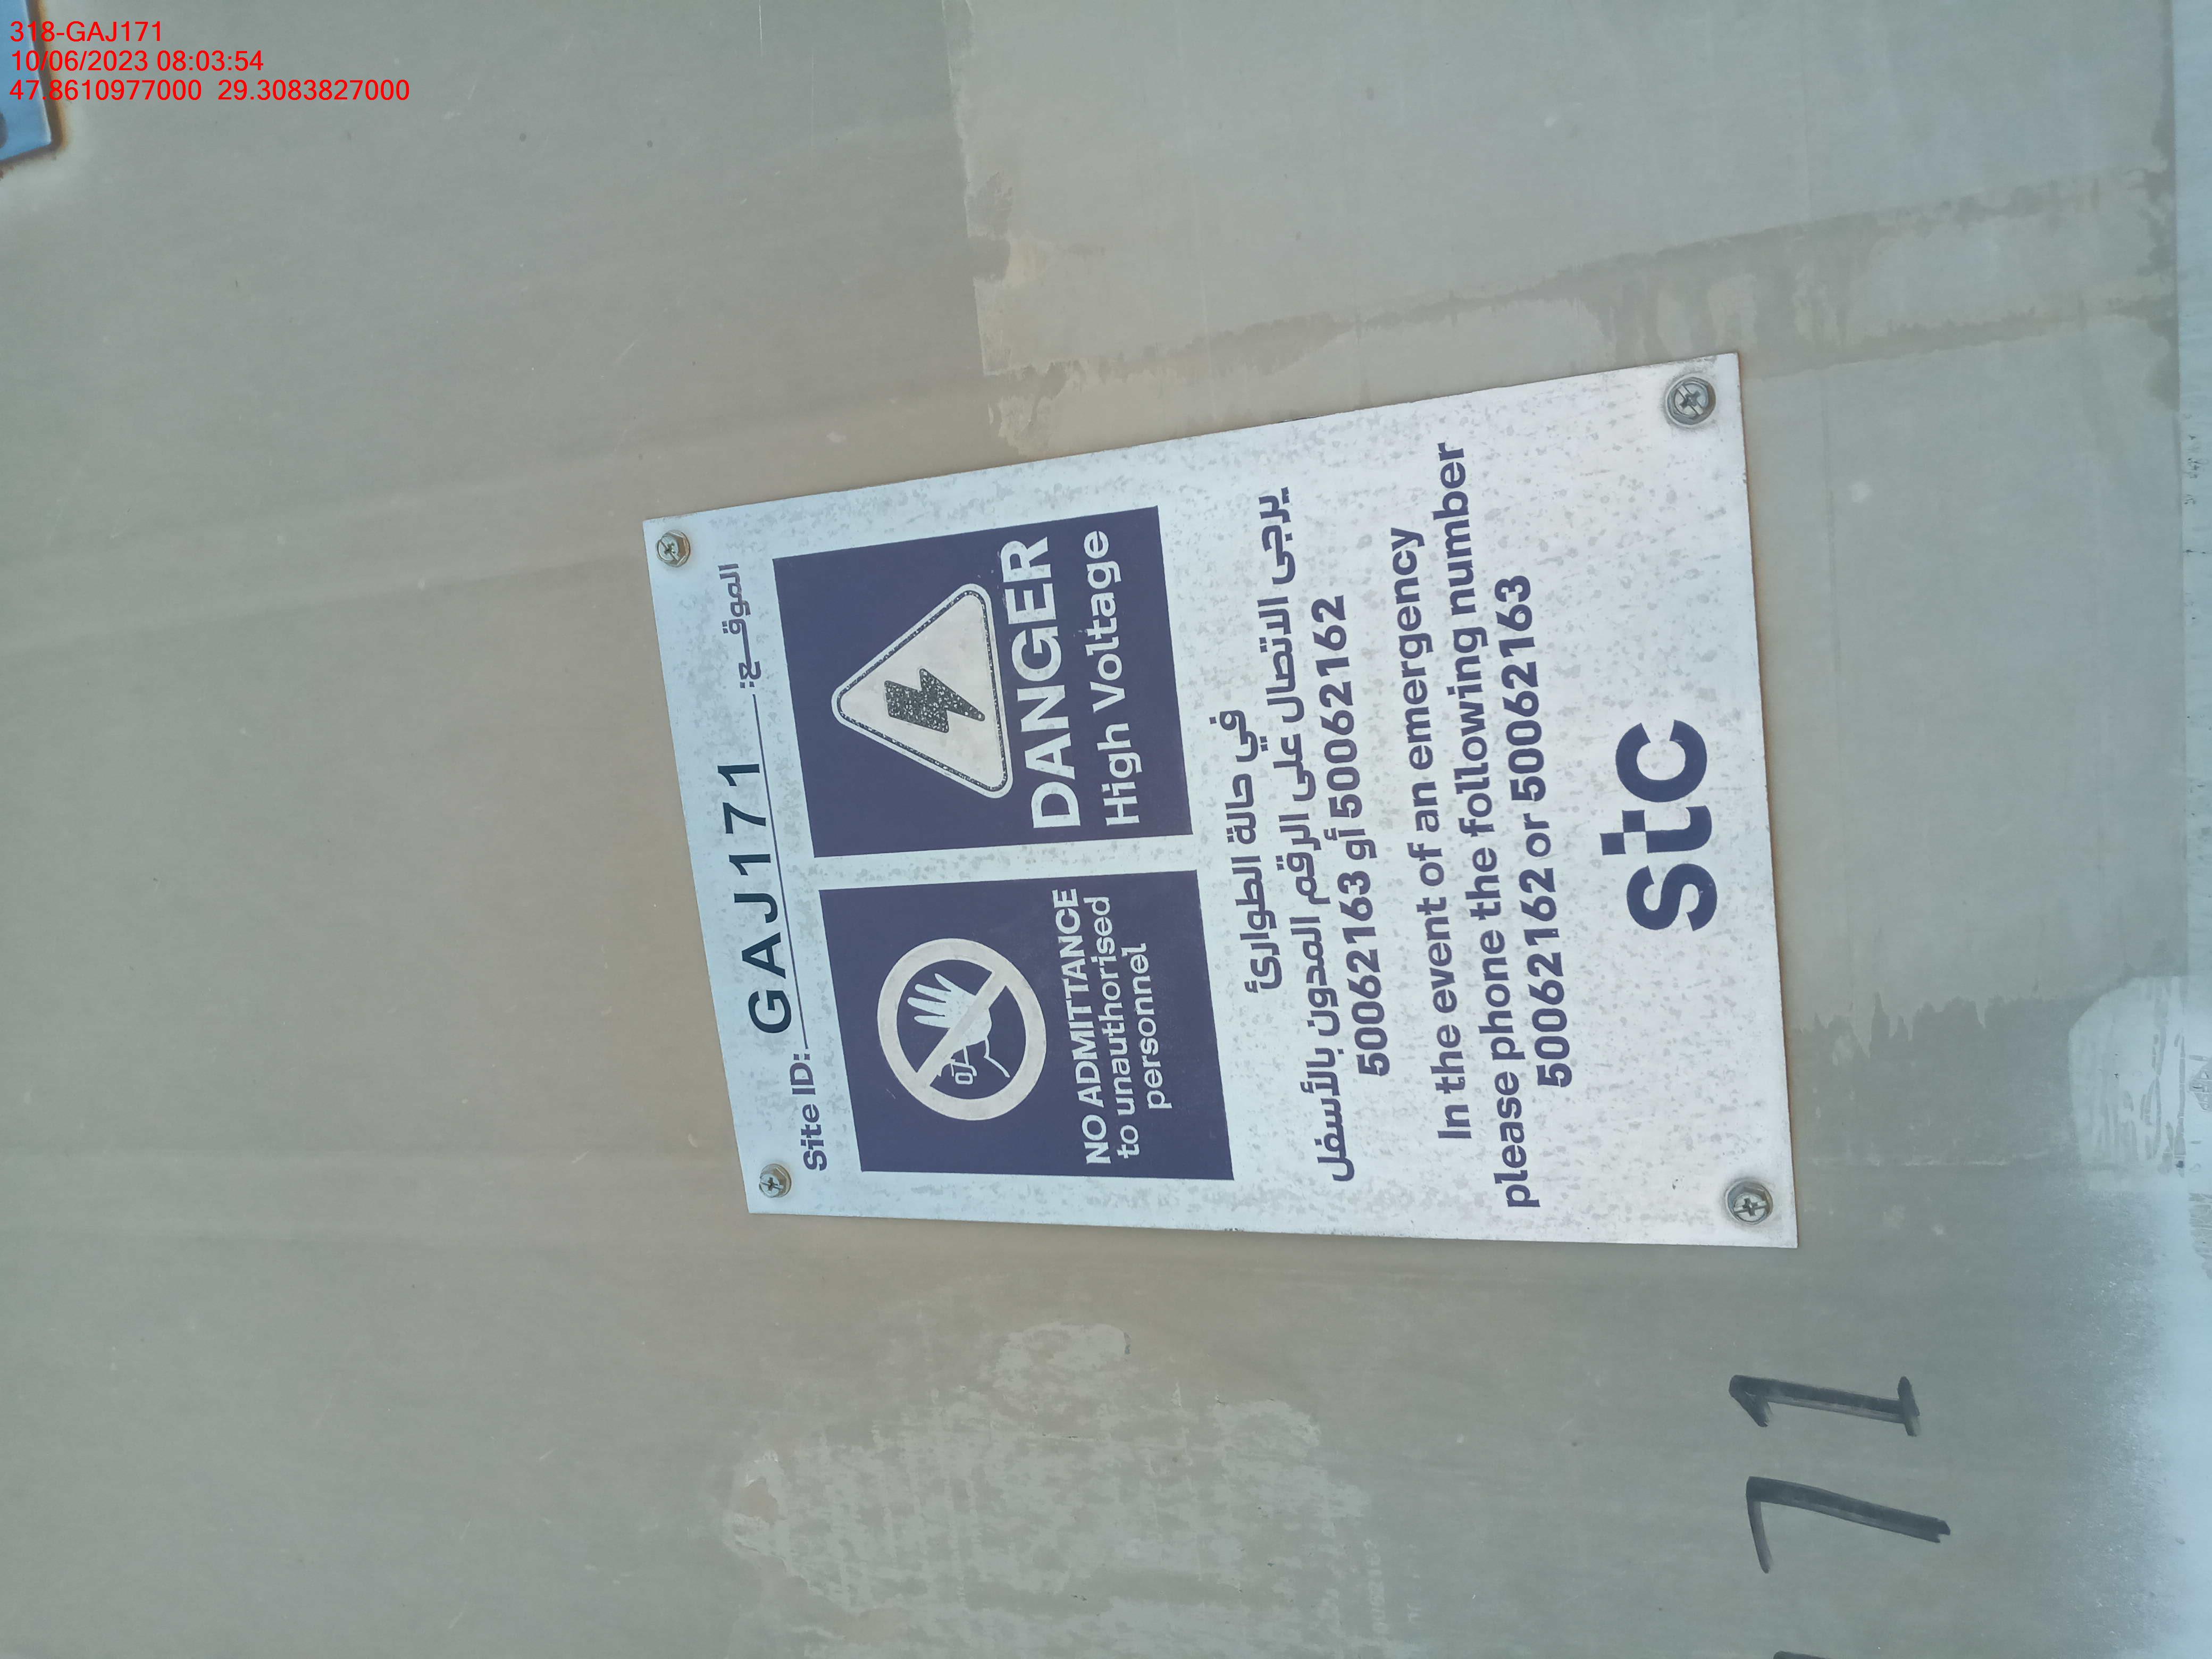 318-GAJ171
10/06/2023 08:03:54
47.8610977000 29.3083827000
Site ID: GAJ171 الموقـــع:
NO ADMITTANCE
to unauthorised
personnel
DANGER
High Voltage
في حالة الطوارئ
يرجى الاتصال على الرقم المدون بالأسفل
50062163 أو 50062162
In the event of an emergency
please phone the following number
50062162 or 50062163
stc
71